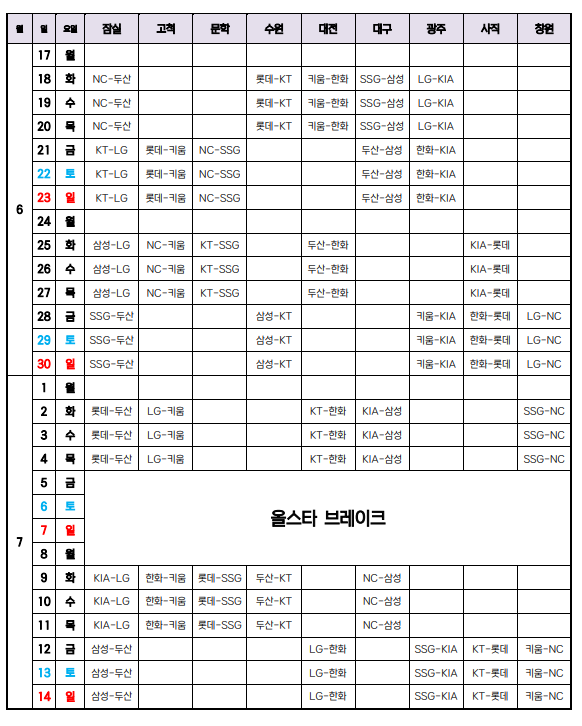 월 일 요일 잠실 고척 문학 수원 대전 대구 광주 사직 창원
6
17 월
18 화 NC-두산 롯데-KT 키움-한화 SSG-삼성 LG-KIA
19 수 NC-두산 롯데-KT 키움-한화 SSG-삼성 LG-KIA
20 목 NC-두산 롯데-KT 키움-한화 SSG-삼성 LG-KIA
21 금 KT-LG 롯데-키움 NC-SSG 두산-삼성 한화-KIA
22 토 KT-LG 롯데-키움 NC-SSG 두산-삼성 한화-KIA
23 일 KT-LG 롯데-키움 NC-SSG 두산-삼성 한화-KIA
24 월
25 화 삼성-LG NC-키움 KT-SSG 두산-한화 KIA-롯데
26 수 삼성-LG NC-키움 KT-SSG 두산-한화 KIA-롯데
27 목 삼성-LG NC-키움 KT-SSG 두산-한화 KIA-롯데
28 금 SSG-두산 삼성-KT 키움-KIA 한화-롯데 LG-NC
29 토 SSG-두산 삼성-KT 키움-KIA 한화-롯데 LG-NC
30 일 SSG-두산 삼성-KT 키움-KIA 한화-롯데 LG-NC
7
1 월
2 화 롯데-두산 LG-키움 KT-한화 KIA-삼성 SSG-NC
3 수 롯데-두산 LG-키움 KT-한화 KIA-삼성 SSG-NC
4 목 롯데-두산 LG-키움 KT-한화 KIA-삼성 SSG-NC
5 금
6 토
7 일
8 월
올스타 브레이크
9 화 KIA-LG 한화-키움 롯데-SSG 두산-KT NC-삼성
10 수 KIA-LG 한화-키움 롯데-SSG 두산-KT NC-삼성
11 목 KIA-LG 한화-키움 롯데-SSG 두산-KT NC-삼성
12 금 삼성-두산 LG-한화 SSG-KIA KT-롯데 키움-NC
13 토 삼성-두산 LG-한화 SSG-KIA KT-롯데 키움-NC
14 일 삼성-두산 LG-한화 SSG-KIA KT-롯데 키움-NC